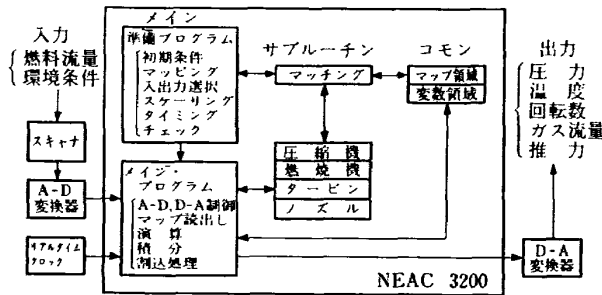 入力
燃料流量
環境条件
スキャナ
A-D
変換器
リアルタイム
クロック
メイン
準備プログラム
初期条件
マッピング
入出力選択
スケーリング
タイミング
チェック
メイン・
プログラム
A-D, D-A制御
マップ読出し
演算
積分
割込処理
サブルーチン
マッチング
圧縮機
燃焼機
タービン
ノズル
コモン
マップ領域
変数領域
NEAC 3200
出力
圧力
温度
回転数
ガス流量
推力
D-A
変換器